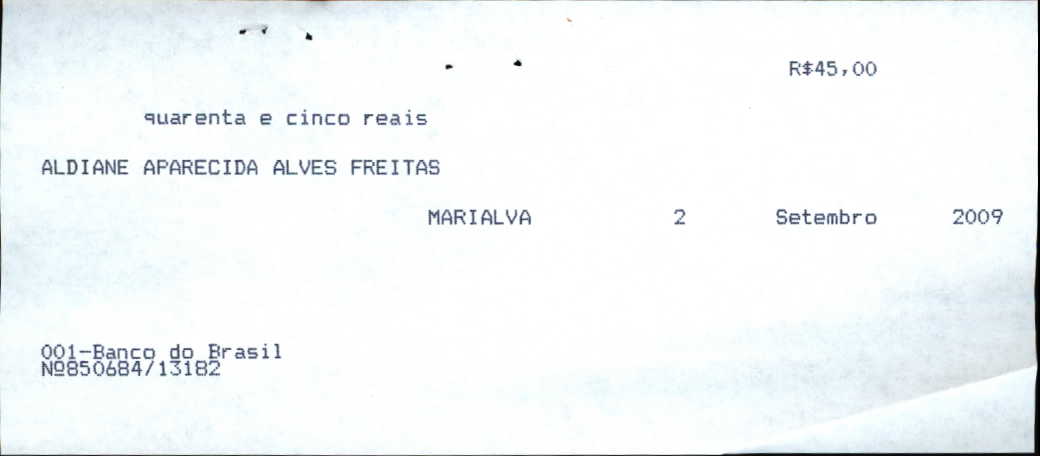 R$45,00
quarenta e cinco reais
ALDIANE APARECIDA ALVES FREITAS
MARIALVA 2 Setembro 2009
001-Banco do Brasil
Nº850684/13182